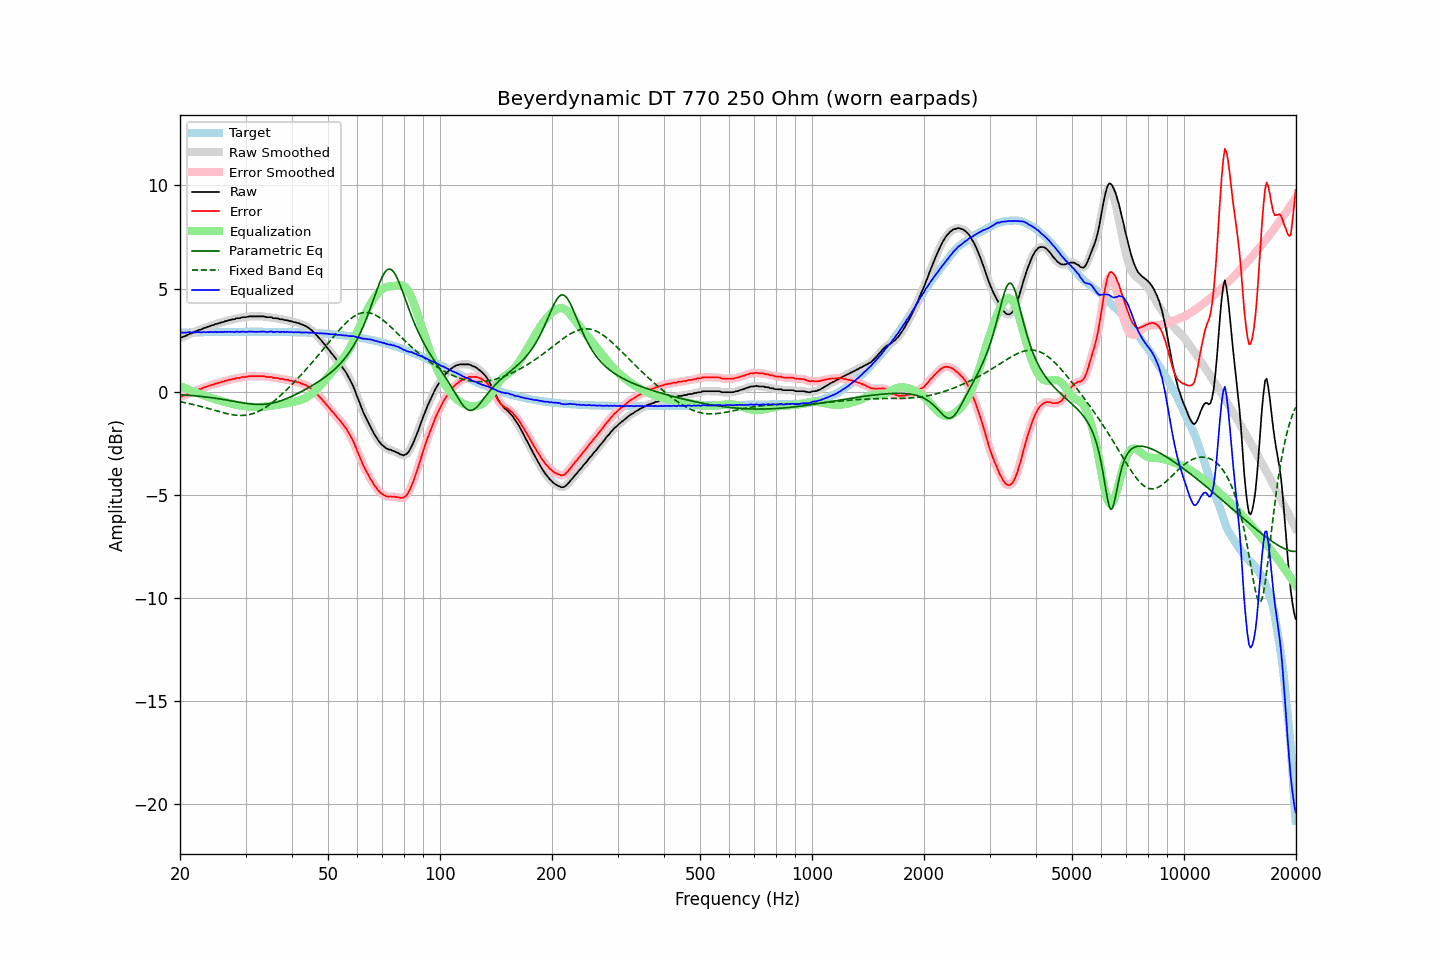 Beyerdynamic DT 770 250 Ohm (worn earpads)
Target
Raw Smoothed
Error Smoothed
Raw
Error
Equalization
Parametric Eq
Fixed Band Eq
Equalized
Amplitude (dBr)
10
5
0
−5
−10
−15
−20
20 50 100 200 500 1000 2000 5000 10000 20000
Frequency (Hz)